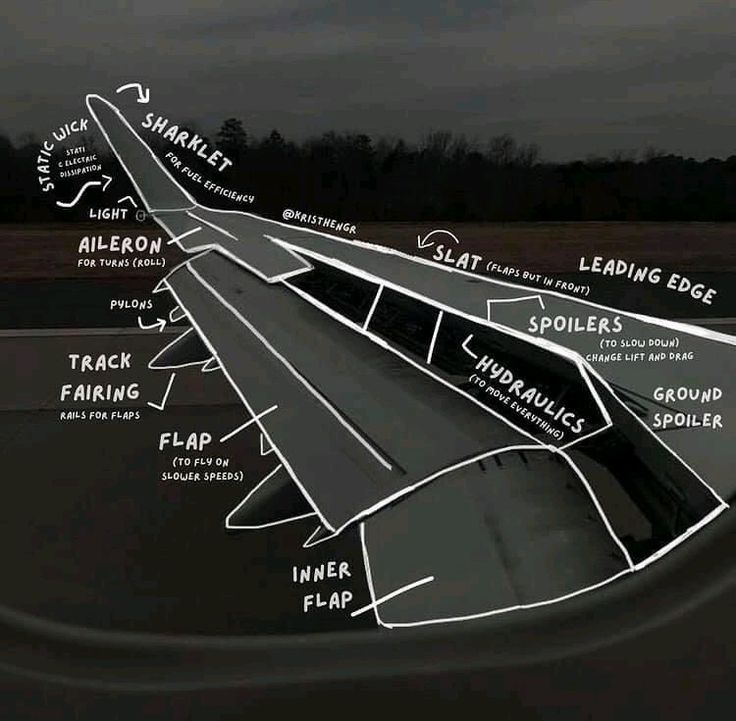 SHARKLET
FOR FUEL EFFICIENCY
STATIC WICK
STATI
C ELECTRIC
DISSIPATION
LIGHT
@KRISTHENGR
AILERON
FOR TURNS (ROLL)
SLAT (FLAPS BUT IN FRONT)
LEADING EDGE
PYLONS
SPOILERS
(TO SLOW DOWN)
CHANGE LIFT AND DRAG
TRACK
FAIRING
RAILS FOR FLAPS
HYDRAULICS
(TO MOVE EVERYTHING)
GROUND
SPOILER
FLAP
(TO FLY ON
SLOWER SPEEDS)
INNER
FLAP